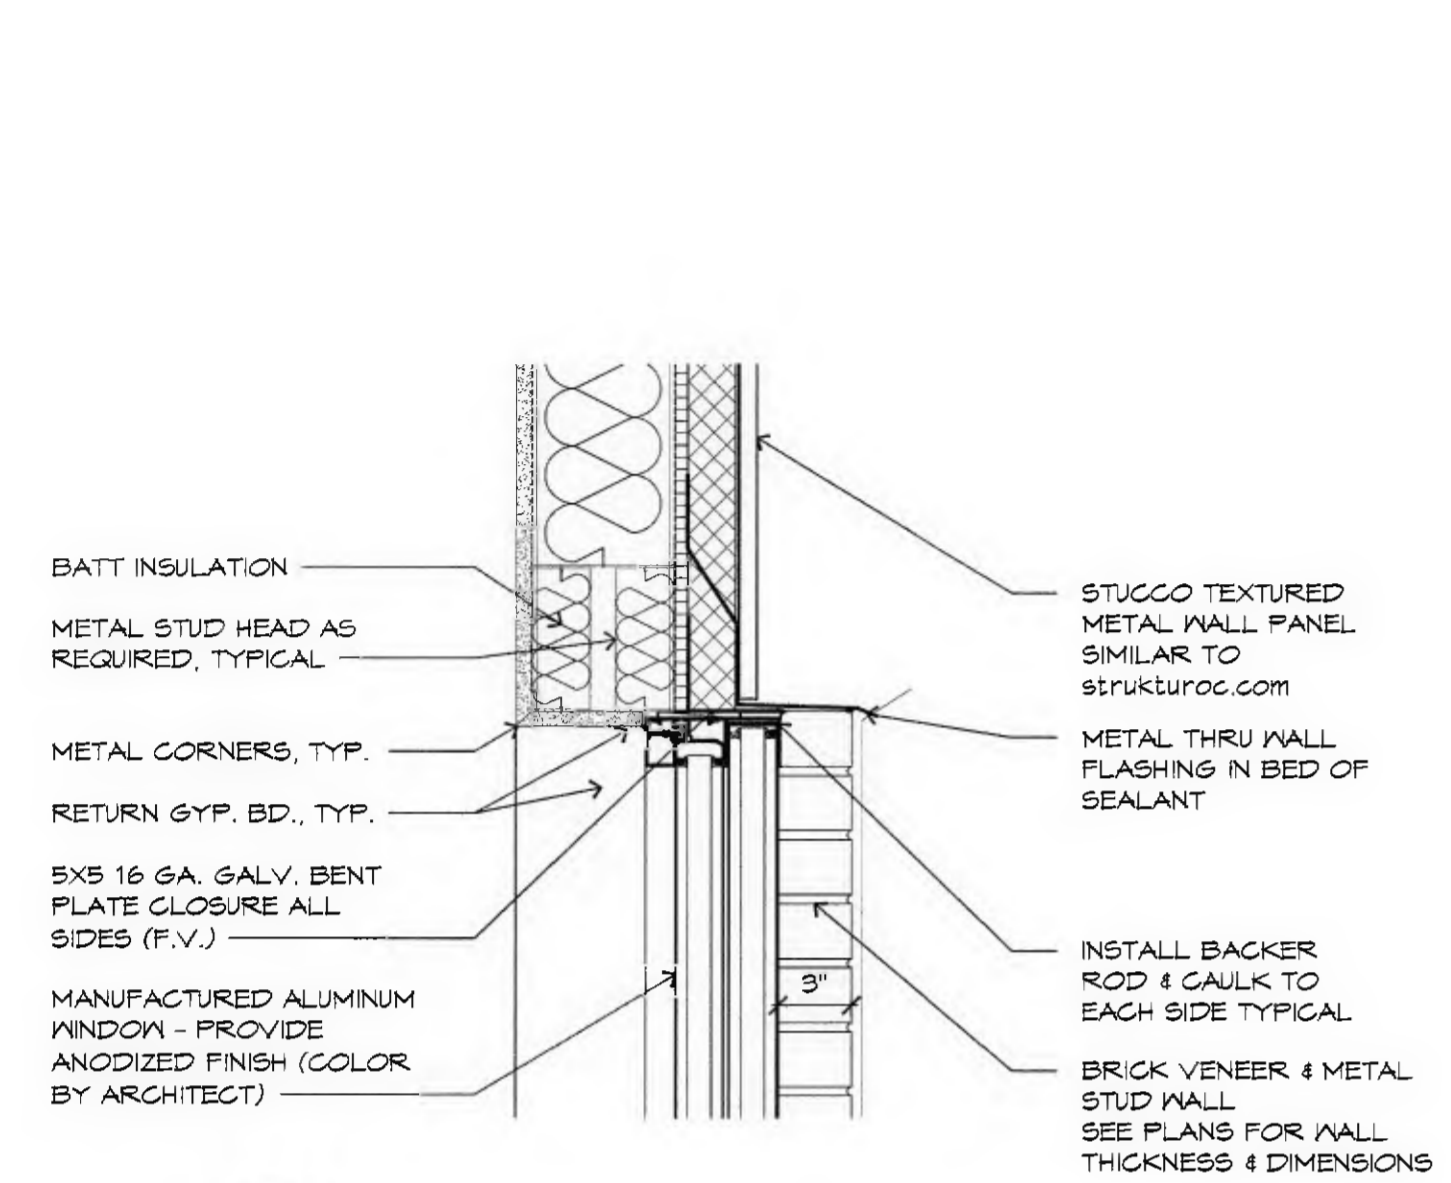 BATT INSULATION
METAL STUD HEAD AS
REQUIRED, TYPICAL
METAL CORNERS, TYP.
RETURN GYP. BD., TYP.
5X5 16 GA. GALV. BENT
PLATE CLOSURE ALL
SIDES (F.V.)
MANUFACTURED ALUMINUM
WINDOW - PROVIDE
ANODIZED FINISH (COLOR
BY ARCHITECT)
3"
STUCCO TEXTURED
METAL WALL PANEL
SIMILAR TO
strukturoc.com
METAL THRU WALL
FLASHING IN BED OF
SEALANT
INSTALL BACKER
ROD & CAULK TO
EACH SIDE TYPICAL
BRICK VENEER & METAL
STUD WALL
SEE PLANS FOR WALL
THICKNESS & DIMENSIONS